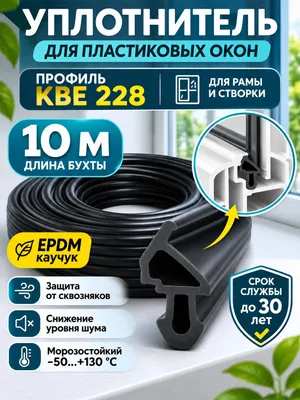 УПЛОТНИТЕЛЬ
ДЛЯ ПЛАСТИКОВЫХ ОКОН
ПРОФИЛЬ
KBE 228
ДЛЯ РАМЫ
И СТВОРКИ
10 м
ДЛИНА БУХТЫ
EPDM
каучук
Защита
от сквозняков
Снижение
уровня шума
Морозостойкий
−50...+130 °C
СРОК
СЛУЖБЫ
до 30
лет